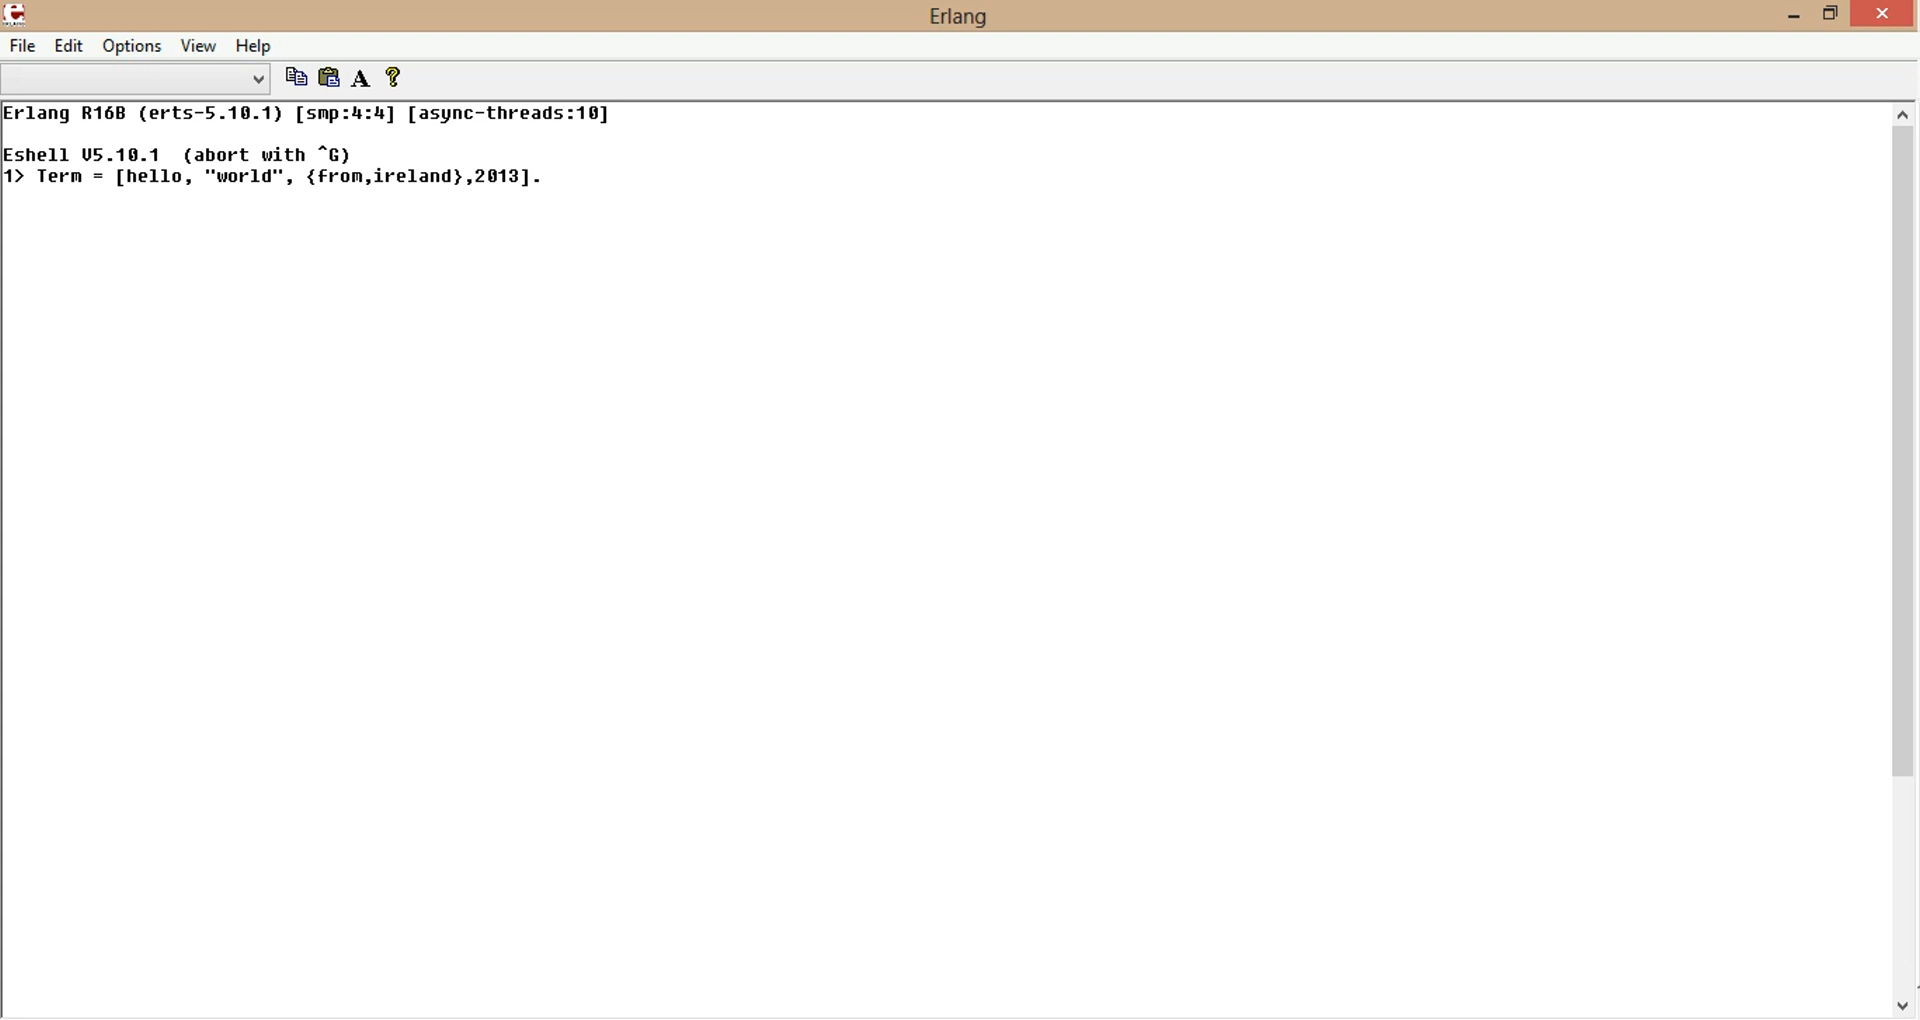 Erlang
File Edit Options View Help
Erlang R16B (erts-5.10.1) [smp:4:4] [async-threads:10]
Eshell V5.10.1  (abort with ^G)
1> Term = [hello, "world", {from,ireland},2013].